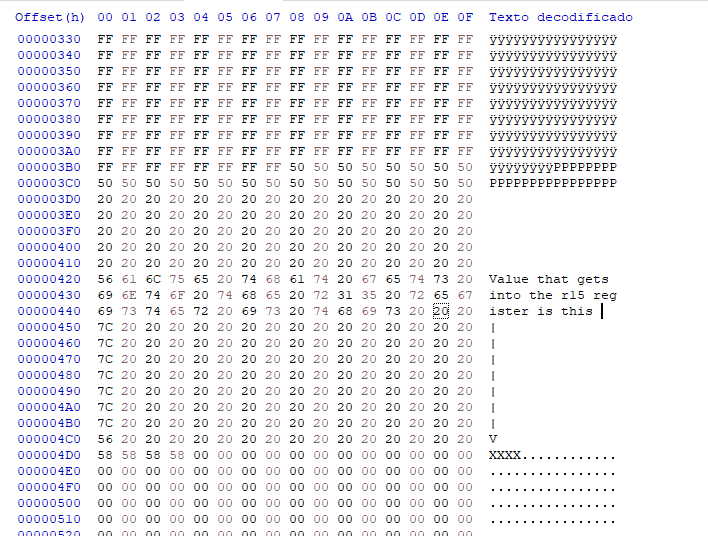 Offset(h) 00 01 02 03 04 05 06 07 08 09 0A 0B 0C 0D 0E 0F Texto decodificado
00000330 FF FF FF FF FF FF FF FF FF FF FF FF FF FF FF FF ÿÿÿÿÿÿÿÿÿÿÿÿÿÿÿÿ
00000340 FF FF FF FF FF FF FF FF FF FF FF FF FF FF FF FF ÿÿÿÿÿÿÿÿÿÿÿÿÿÿÿÿ
00000350 FF FF FF FF FF FF FF FF FF FF FF FF FF FF FF FF ÿÿÿÿÿÿÿÿÿÿÿÿÿÿÿÿ
00000360 FF FF FF FF FF FF FF FF FF FF FF FF FF FF FF FF ÿÿÿÿÿÿÿÿÿÿÿÿÿÿÿÿ
00000370 FF FF FF FF FF FF FF FF FF FF FF FF FF FF FF FF ÿÿÿÿÿÿÿÿÿÿÿÿÿÿÿÿ
00000380 FF FF FF FF FF FF FF FF FF FF FF FF FF FF FF FF ÿÿÿÿÿÿÿÿÿÿÿÿÿÿÿÿ
00000390 FF FF FF FF FF FF FF FF FF FF FF FF FF FF FF FF ÿÿÿÿÿÿÿÿÿÿÿÿÿÿÿÿ
000003A0 FF FF FF FF FF FF FF FF FF FF FF FF FF FF FF FF ÿÿÿÿÿÿÿÿÿÿÿÿÿÿÿÿ
000003B0 FF FF FF FF FF FF FF FF 50 50 50 50 50 50 50 50 ÿÿÿÿÿÿÿÿPPPPPPPP
000003C0 50 50 50 50 50 50 50 50 50 50 50 50 50 50 50 50 PPPPPPPPPPPPPPPP
000003D0 20 20 20 20 20 20 20 20 20 20 20 20 20 20 20 20
000003E0 20 20 20 20 20 20 20 20 20 20 20 20 20 20 20 20
000003F0 20 20 20 20 20 20 20 20 20 20 20 20 20 20 20 20
00000400 20 20 20 20 20 20 20 20 20 20 20 20 20 20 20 20
00000410 20 20 20 20 20 20 20 20 20 20 20 20 20 20 20 20
00000420 56 61 6C 75 65 20 74 68 61 74 20 67 65 74 73 20 Value that gets
00000430 69 6E 74 6F 20 74 68 65 20 72 31 35 20 72 65 67 into the r15 reg
00000440 69 73 74 65 72 20 69 73 20 74 68 69 73 20 20 20 ister is this
00000450 7C 20 20 20 20 20 20 20 20 20 20 20 20 20 20 20 |
00000460 7C 20 20 20 20 20 20 20 20 20 20 20 20 20 20 20 |
00000470 7C 20 20 20 20 20 20 20 20 20 20 20 20 20 20 20 |
00000480 7C 20 20 20 20 20 20 20 20 20 20 20 20 20 20 20 |
00000490 7C 20 20 20 20 20 20 20 20 20 20 20 20 20 20 20 |
000004A0 7C 20 20 20 20 20 20 20 20 20 20 20 20 20 20 20 |
000004B0 7C 20 20 20 20 20 20 20 20 20 20 20 20 20 20 20 |
000004C0 56 20 20 20 20 20 20 20 20 20 20 20 20 20 20 20 V
000004D0 58 58 58 58 00 00 00 00 00 00 00 00 00 00 00 00 XXXX............
000004E0 00 00 00 00 00 00 00 00 00 00 00 00 00 00 00 00 ................
000004F0 00 00 00 00 00 00 00 00 00 00 00 00 00 00 00 00 ................
00000500 00 00 00 00 00 00 00 00 00 00 00 00 00 00 00 00 ................
00000510 00 00 00 00 00 00 00 00 00 00 00 00 00 00 00 00 ................
00000520 00 00 00 00 00 00 00 00 00 00 00 00 00 00 00 00